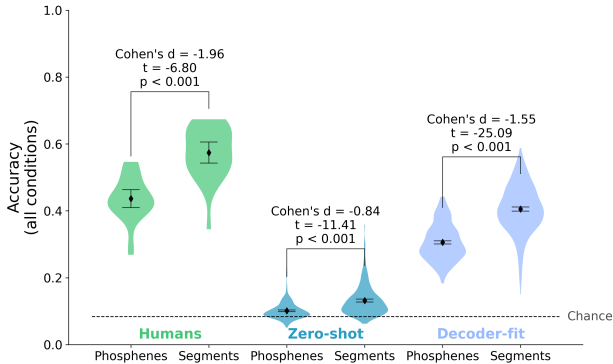 Accuracy
(all conditions)
1.0
0.8
0.6
0.4
0.2
0.0
Cohen's d = -1.96
t = -6.80
p < 0.001
Cohen's d = -0.84
t = -11.41
p < 0.001
Cohen's d = -1.55
t = -25.09
p < 0.001
Chance
Humans Zero-shot Decoder-fit
Phosphenes Segments Phosphenes Segments Phosphenes Segments